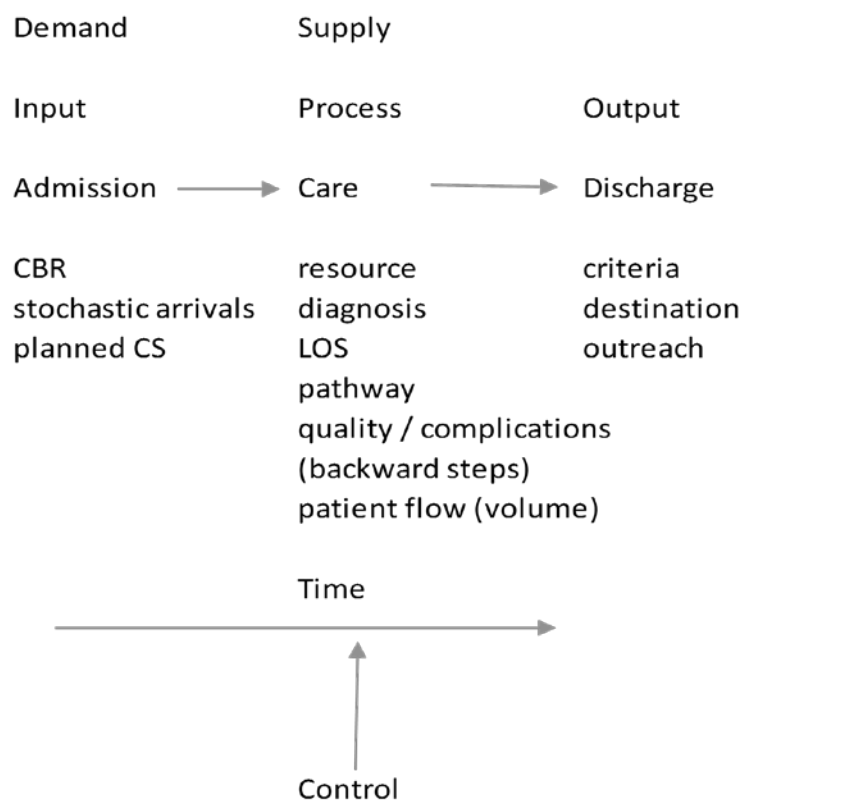 Demand Supply
Input Process Output
Admission Care Discharge
CBR resource criteria
stochastic arrivals diagnosis destination
planned CS LOS outreach
pathway
quality / complications
(backward steps)
patient flow (volume)
Time
Control